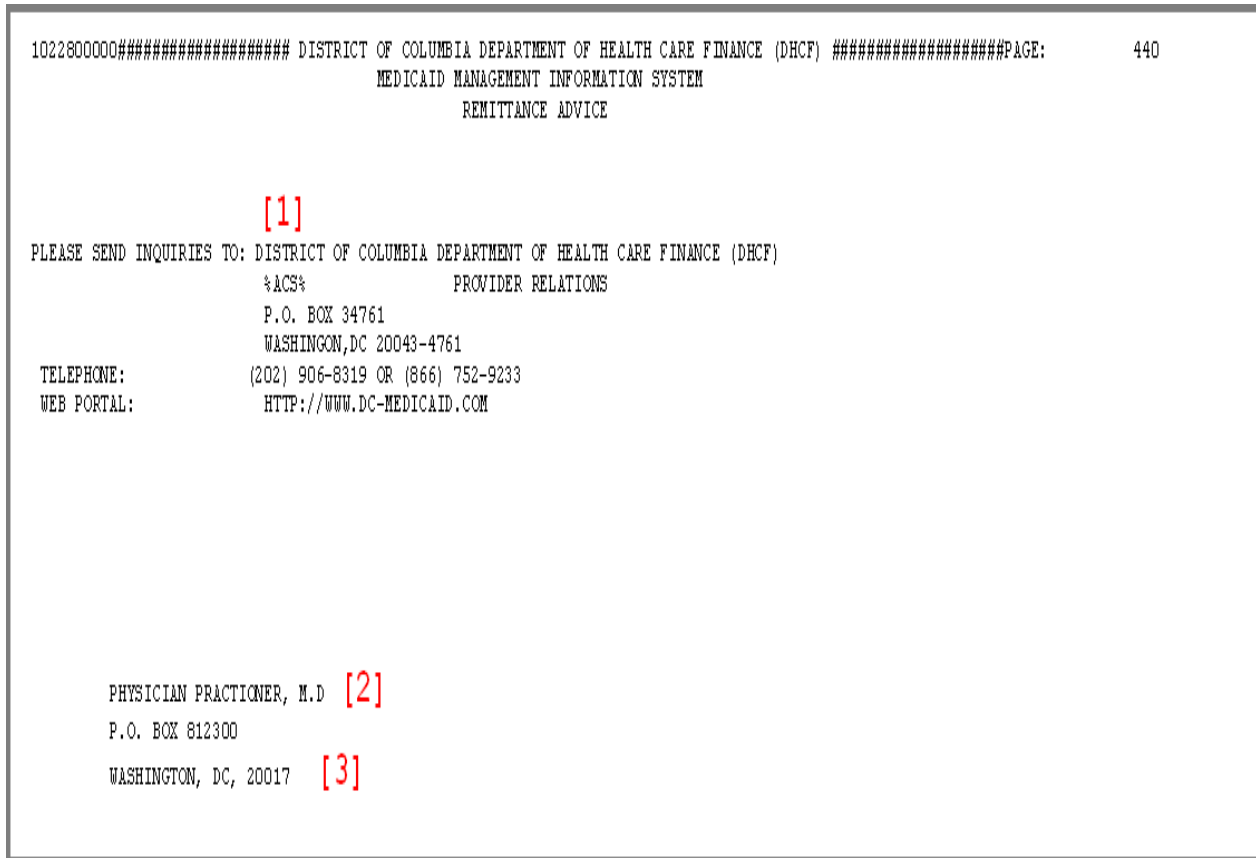 1022800000#################### DISTRICT OF COLUMBIA DEPARTMENT OF HEALTH CARE FINANCE (DHCF) ####################PAGE: 440
MEDICAID MANAGEMENT INFORMATION SYSTEM
REMITTANCE ADVICE
[1]
PLEASE SEND INQUIRIES TO: DISTRICT OF COLUMBIA DEPARTMENT OF HEALTH CARE FINANCE (DHCF)
%ACS% PROVIDER RELATIONS
P.O. BOX 34761
WASHINGON,DC 20043-4761
TELEPHONE: (202) 906-8319 OR (866) 752-9233
WEB PORTAL: HTTP://WWW.DC-MEDICAID.COM
PHYSICIAN PRACTIONER, M.D [2]
P.O. BOX 812300
WASHINGTON, DC, 20017 [3]